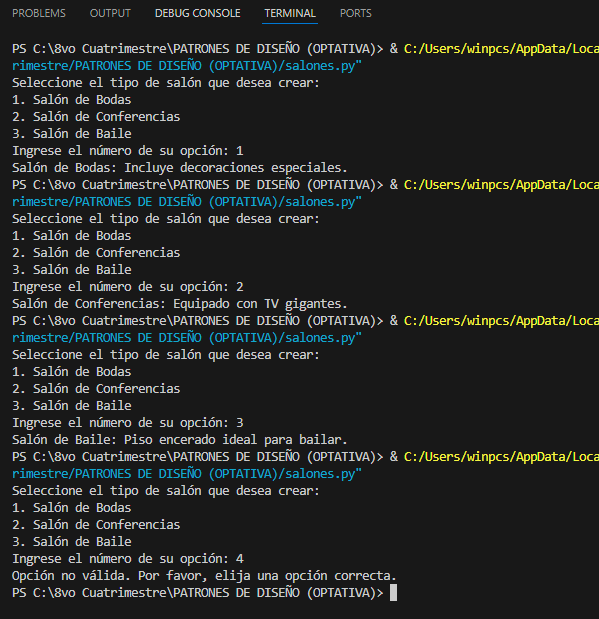 PROBLEMS OUTPUT DEBUG CONSOLE TERMINAL PORTS
PS C:\8vo Cuatrimestre\PATRONES DE DISEÑO (OPTATIVA)> & C:/Users/winpcs/AppData/Loca
rimestre/PATRONES DE DISEÑO (OPTATIVA)/salones.py"
Seleccione el tipo de salón que desea crear:
1. Salón de Bodas
2. Salón de Conferencias
3. Salón de Baile
Ingrese el número de su opción: 1
Salón de Bodas: Incluye decoraciones especiales.
PS C:\8vo Cuatrimestre\PATRONES DE DISEÑO (OPTATIVA)> & C:/Users/winpcs/AppData/Loca
rimestre/PATRONES DE DISEÑO (OPTATIVA)/salones.py"
Seleccione el tipo de salón que desea crear:
1. Salón de Bodas
2. Salón de Conferencias
3. Salón de Baile
Ingrese el número de su opción: 2
Salón de Conferencias: Equipado con TV gigantes.
PS C:\8vo Cuatrimestre\PATRONES DE DISEÑO (OPTATIVA)> & C:/Users/winpcs/AppData/Loca
rimestre/PATRONES DE DISEÑO (OPTATIVA)/salones.py"
Seleccione el tipo de salón que desea crear:
1. Salón de Bodas
2. Salón de Conferencias
3. Salón de Baile
Ingrese el número de su opción: 3
Salón de Baile: Piso encerado ideal para bailar.
PS C:\8vo Cuatrimestre\PATRONES DE DISEÑO (OPTATIVA)> & C:/Users/winpcs/AppData/Loca
rimestre/PATRONES DE DISEÑO (OPTATIVA)/salones.py"
Seleccione el tipo de salón que desea crear:
1. Salón de Bodas
2. Salón de Conferencias
3. Salón de Baile
Ingrese el número de su opción: 4
Opción no válida. Por favor, elija una opción correcta.
PS C:\8vo Cuatrimestre\PATRONES DE DISEÑO (OPTATIVA)>